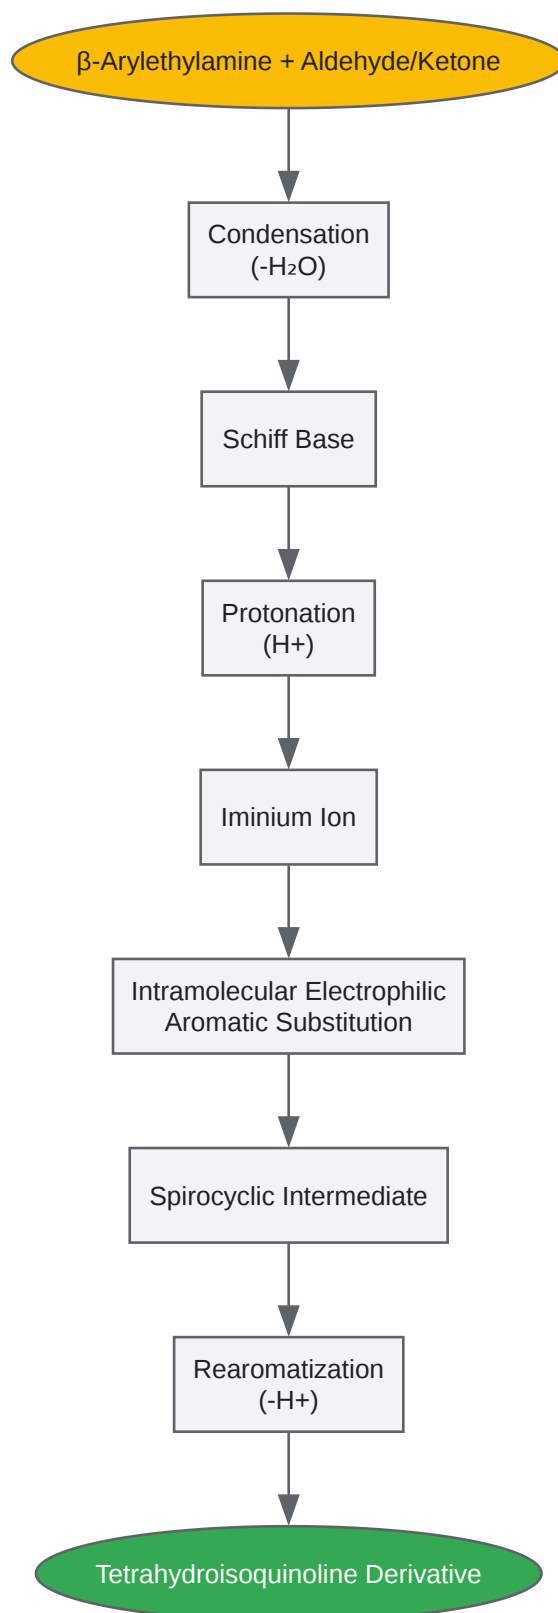 β-Arylethylamine + Aldehyde/Ketone
Condensation
(-H₂O)
Schiff Base
Protonation
(H+)
Iminium Ion
Intramolecular Electrophilic
Aromatic Substitution
Spirocyclic Intermediate
Rearomatization
(-H+)
Tetrahydroisoquinoline Derivative